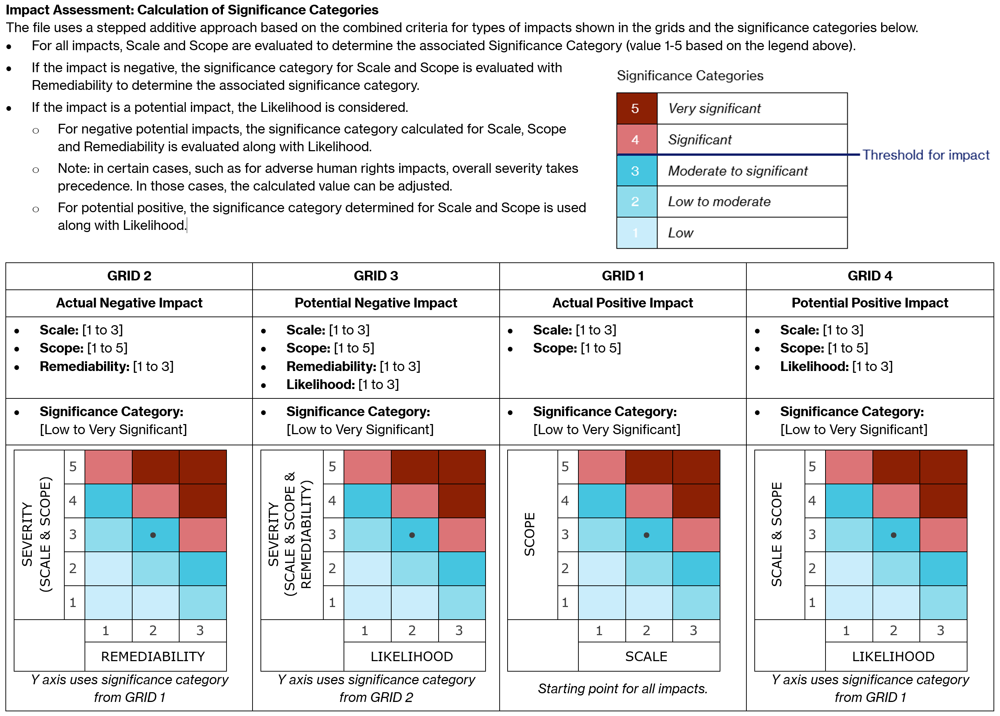 Impact Assessment: Calculation of Significance Categories
The file uses a stepped additive approach based on the combined criteria for types of impacts shown in the grids and the significance categories below.
• For all impacts, Scale and Scope are evaluated to determine the associated Significance Category (value 1-5 based on the legend above).
• If the impact is negative, the significance category for Scale and Scope is evaluated with
Remediability to determine the associated significance category.
• If the impact is a potential impact, the Likelihood is considered.
o For negative potential impacts, the significance category calculated for Scale, Scope
and Remediability is evaluated along with Likelihood.
o Note: in certain cases, such as for adverse human rights impacts, overall severity takes
precedence. In those cases, the calculated value can be adjusted.
o For potential positive, the significance category determined for Scale and Scope is used
along with Likelihood.
Significance Categories
5 Very significant
4 Significant
Threshold for impact
3 Moderate to significant
2 Low to moderate
1 Low
GRID 2
Actual Negative Impact
• Scale: [1 to 3]
• Scope: [1 to 5]
• Remediability: [1 to 3]
• Significance Category:
[Low to Very Significant]
SEVERITY
(SCALE & SCOPE)
5
4
3
2
1
1 2 3
REMEDIABILITY
Y axis uses significance category
from GRID 1
GRID 3
Potential Negative Impact
• Scale: [1 to 3]
• Scope: [1 to 5]
• Remediability: [1 to 3]
• Likelihood: [1 to 3]
• Significance Category:
[Low to Very Significant]
SEVERITY
(SCALE & SCOPE &
REMEDIABILITY)
5
4
3
2
1
1 2 3
LIKELIHOOD
Y axis uses significance category
from GRID 2
GRID 1
Actual Positive Impact
• Scale: [1 to 3]
• Scope: [1 to 5]
• Significance Category:
[Low to Very Significant]
SCOPE
5
4
3
2
1
1 2 3
SCALE
Starting point for all impacts.
GRID 4
Potential Positive Impact
• Scale: [1 to 3]
• Scope: [1 to 5]
• Likelihood: [1 to 3]
• Significance Category:
[Low to Very Significant]
SCALE & SCOPE
5
4
3
2
1
1 2 3
LIKELIHOOD
Y axis uses significance category
from GRID 1